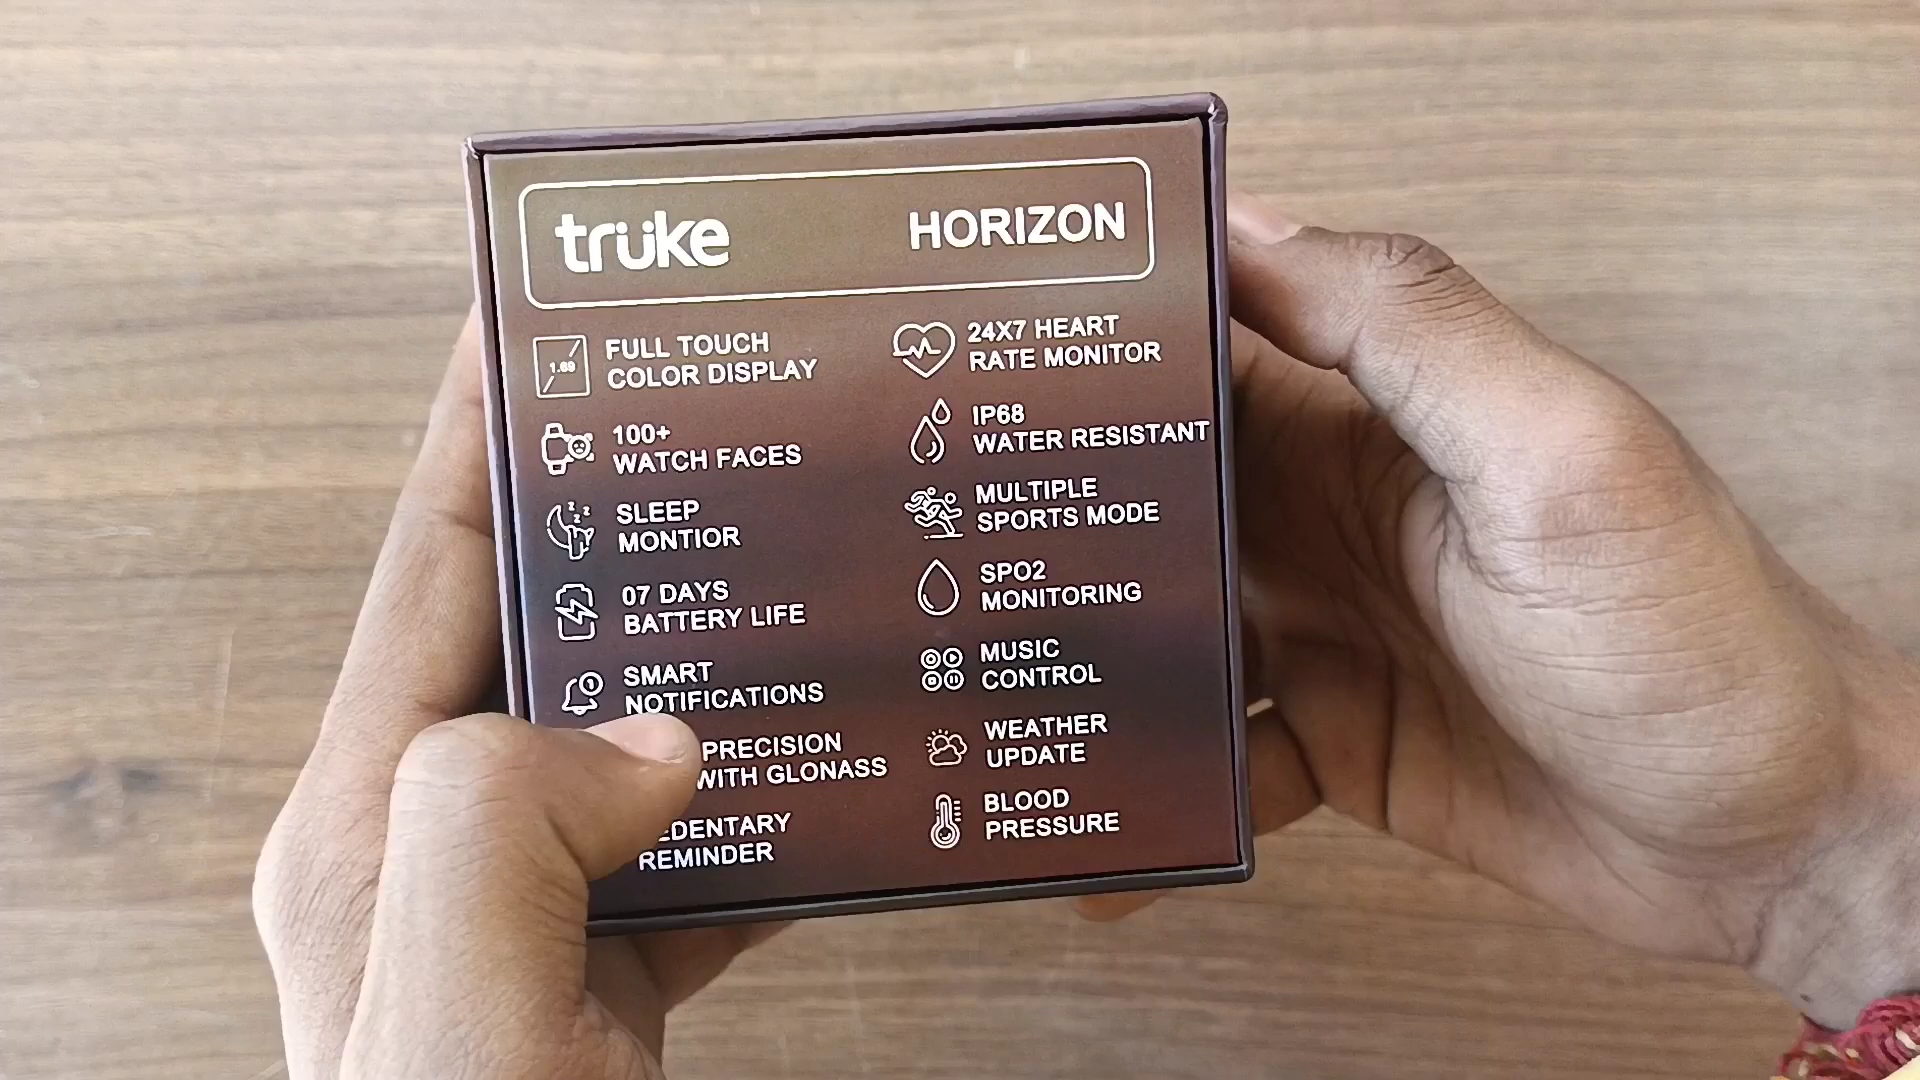 trüke HORIZON
1.69
FULL TOUCH
COLOR DISPLAY
100+
WATCH FACES
SLEEP
MONTIOR
07 DAYS
BATTERY LIFE
1
SMART
NOTIFICATIONS
PRECISION
WITH GLONASS
REMINDER
24X7 HEART
RATE MONITOR
IP68
WATER RESISTANT
MULTIPLE
SPORTS MODE
SPO2
MONITORING
MUSIC
CONTROL
WEATHER
UPDATE
BLOOD
PRESSURE